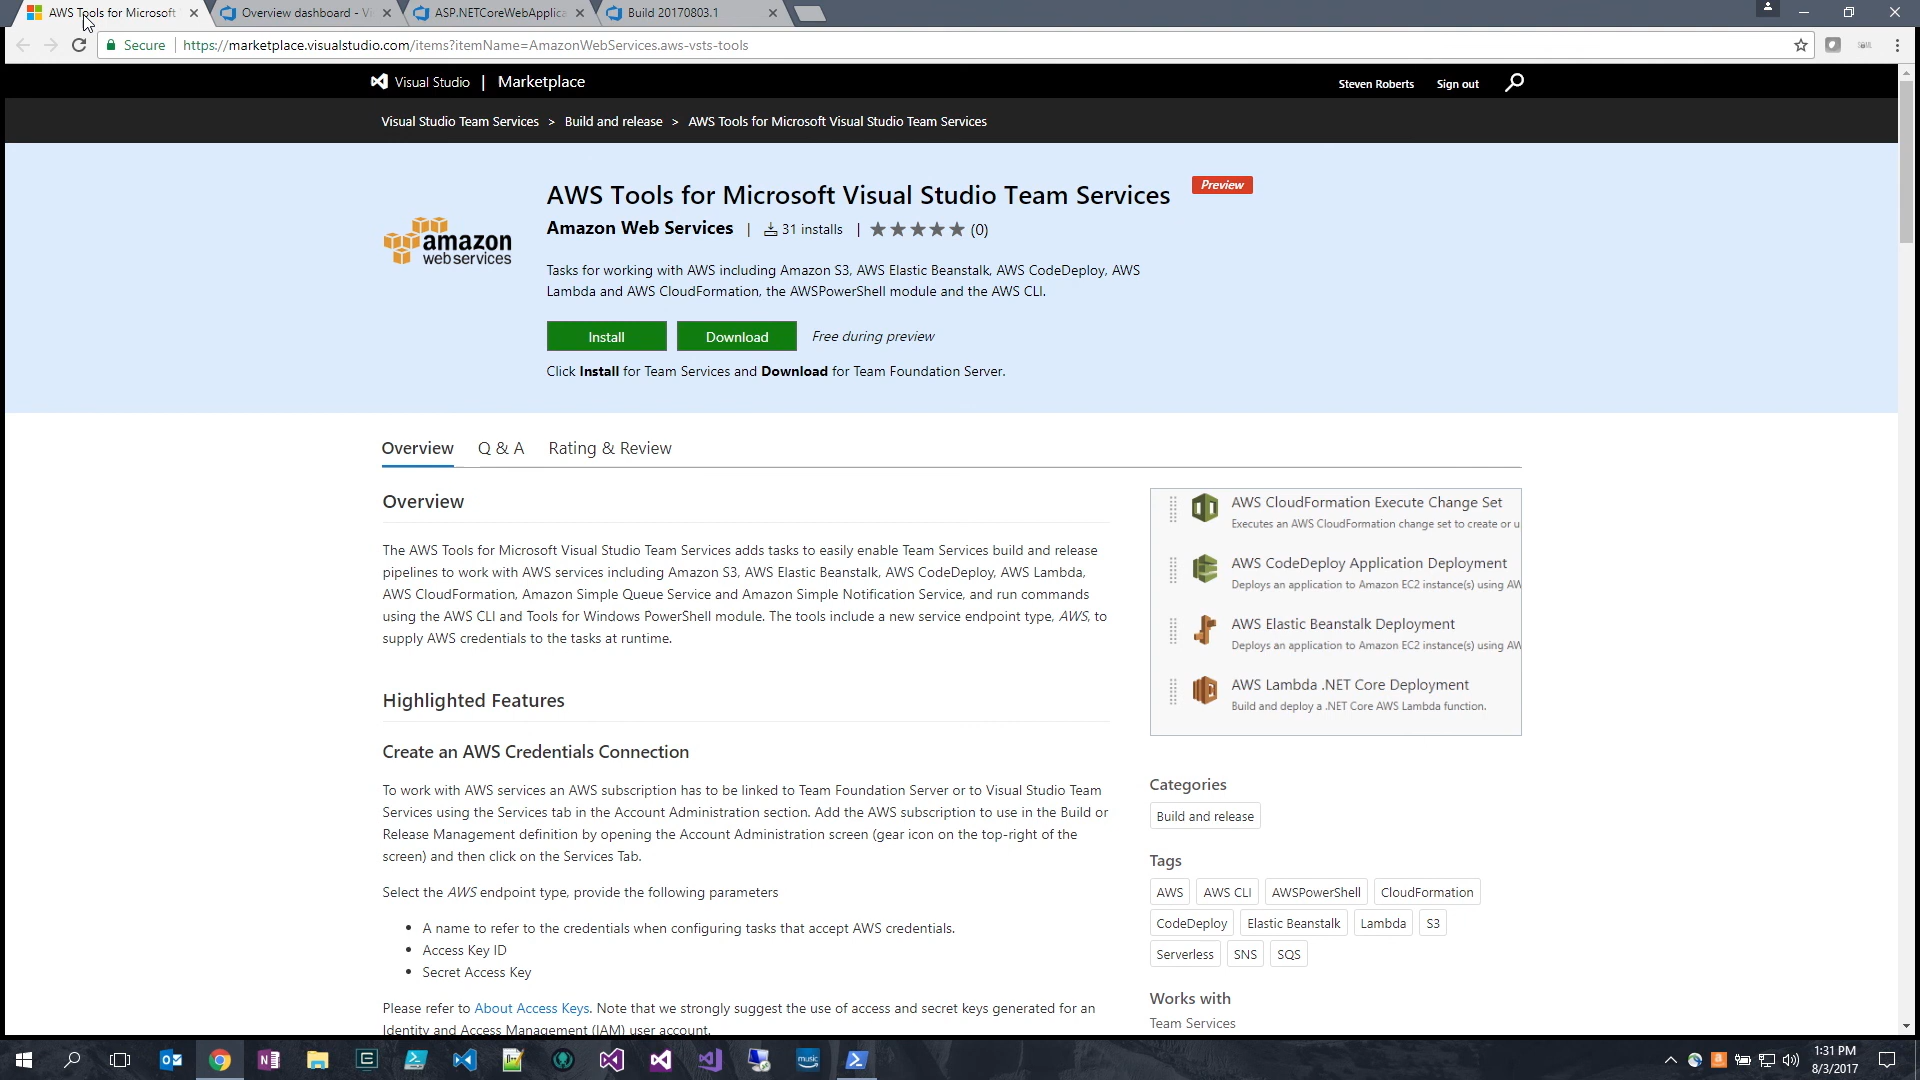 AWS Tools for Microsoft
Overview dashboard - Vi
ASP.NETCoreWebApplica
Build 20170803.1
Secure
https://marketplace.visualstudio.com/items?itemName=AmazonWebServices.aws-vsts-tools
Visual Studio | Marketplace
Steven Roberts
Sign out
Visual Studio Team Services > Build and release > AWS Tools for Microsoft Visual Studio Team Services
amazon
webservices
AWS Tools for Microsoft Visual Studio Team Services
Preview
Amazon Web Services | 31 installs | (0)
Tasks for working with AWS including Amazon S3, AWS Elastic Beanstalk, AWS CodeDeploy, AWS
Lambda and AWS CloudFormation, the AWSPowerShell module and the AWS CLI.
Install
Download
Free during preview
Click Install for Team Services and Download for Team Foundation Server.
Overview
Q & A
Rating & Review
Overview
The AWS Tools for Microsoft Visual Studio Team Services adds tasks to easily enable Team Services build and release
pipelines to work with AWS services including Amazon S3, AWS Elastic Beanstalk, AWS CodeDeploy, AWS Lambda,
AWS CloudFormation, Amazon Simple Queue Service and Amazon Simple Notification Service, and run commands
using the AWS CLI and Tools for Windows PowerShell module. The tools include a new service endpoint type, AWS, to
supply AWS credentials to the tasks at runtime.
Highlighted Features
Create an AWS Credentials Connection
To work with AWS services an AWS subscription has to be linked to Team Foundation Server or to Visual Studio Team
Services using the Services tab in the Account Administration section. Add the AWS subscription to use in the Build or
Release Management definition by opening the Account Administration screen (gear icon on the top-right of the
screen) and then click on the Services Tab.
Select the AWS endpoint type, provide the following parameters
• A name to refer to the credentials when configuring tasks that accept AWS credentials.
• Access Key ID
• Secret Access Key
Please refer to About Access Keys. Note that we strongly suggest the use of access and secret keys generated for an
Identity and Access Management (IAM) user account.
AWS CloudFormation Execute Change Set
Executes an AWS CloudFormation change set to create or u
AWS CodeDeploy Application Deployment
Deploys an application to Amazon EC2 instance(s) using AW
AWS Elastic Beanstalk Deployment
Deploys an application to Amazon EC2 instance(s) using AW
AWS Lambda .NET Core Deployment
Build and deploy a .NET Core AWS Lambda function.
Categories
Build and release
Tags
AWS
AWS CLI
AWSPowerShell
CloudFormation
CodeDeploy
Elastic Beanstalk
Lambda
S3
Serverless
SNS
SQS
Works with
Team Services
music
1:31 PM
8/3/2017